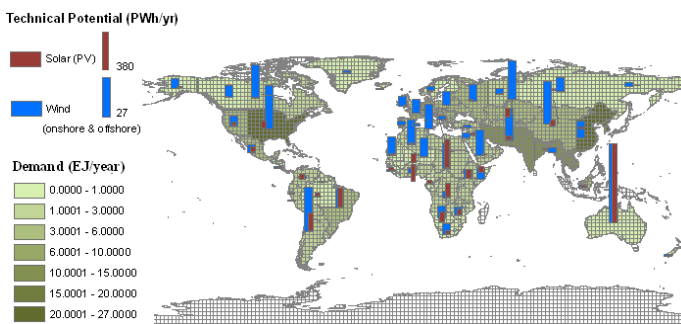 Technical Potential (PWh/yr)
Solar (PV)
380
Wind
27
(onshore & offshore)
Demand (EJ/year)
0.0000 - 1.0000
1.0001 - 3.0000
3.0001 - 6.0000
6.0001 - 10.0000
10.0001 - 15.0000
15.0001 - 20.0000
20.0001 - 27.0000